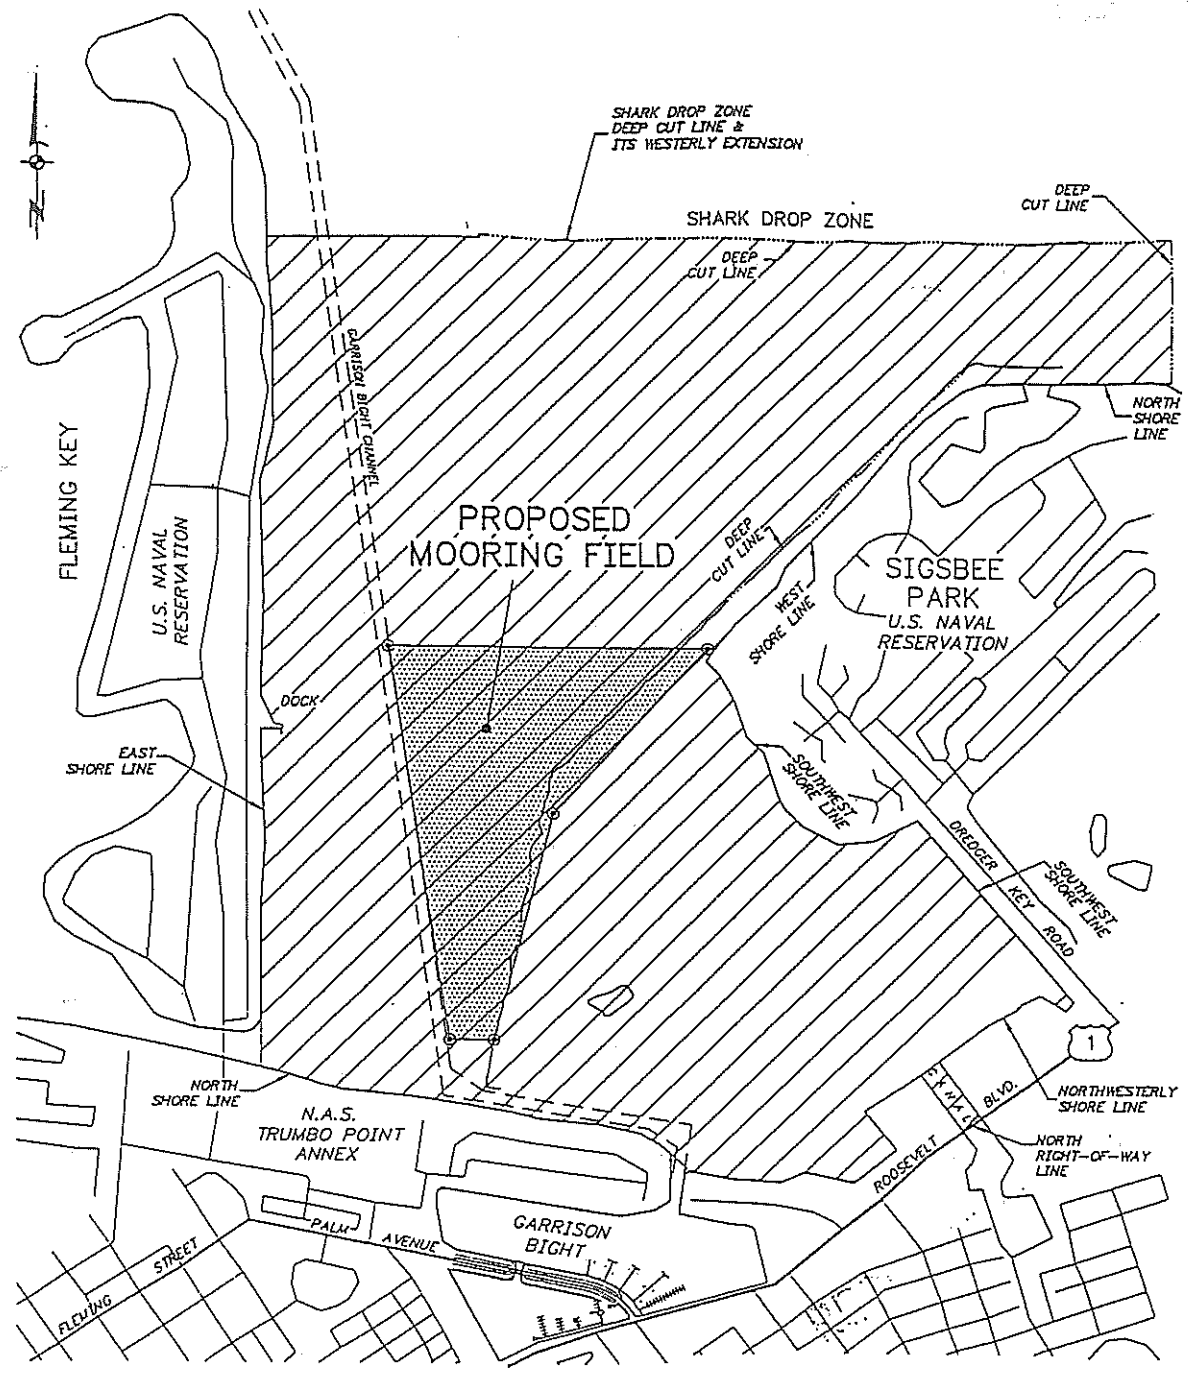 SHARK DROP ZONE
DEEP CUT LINE &
ITS WESTERLY EXTENSION
DEEP
CUT LINE
SHARK DROP ZONE
DEEP
CUT LINE
GARRISON BIGHT CHANNEL
NORTH
SHORE
LINE
FLEMING KEY
U.S. NAVAL
RESERVATION
PROPOSED
MOORING FIELD
DEEP
CUT LINE
WEST
SHORE LINE
SIGSBEE
PARK
U.S. NAVAL
RESERVATION
DOCK
EAST
SHORE LINE
SOUTHWEST
SHORE LINE
DREDGER KEY ROAD
SOUTHWEST
SHORE LINE
1
NORTH
SHORE LINE
N.A.S.
TRUMBO POINT
ANNEX
CANAL
NORTHWESTERLY
SHORE LINE
NORTH
RIGHT-OF-WAY
LINE
ROOSEVELT BLVD.
GARRISON
BIGHT
PALM AVENUE
FLEMING STREET
N